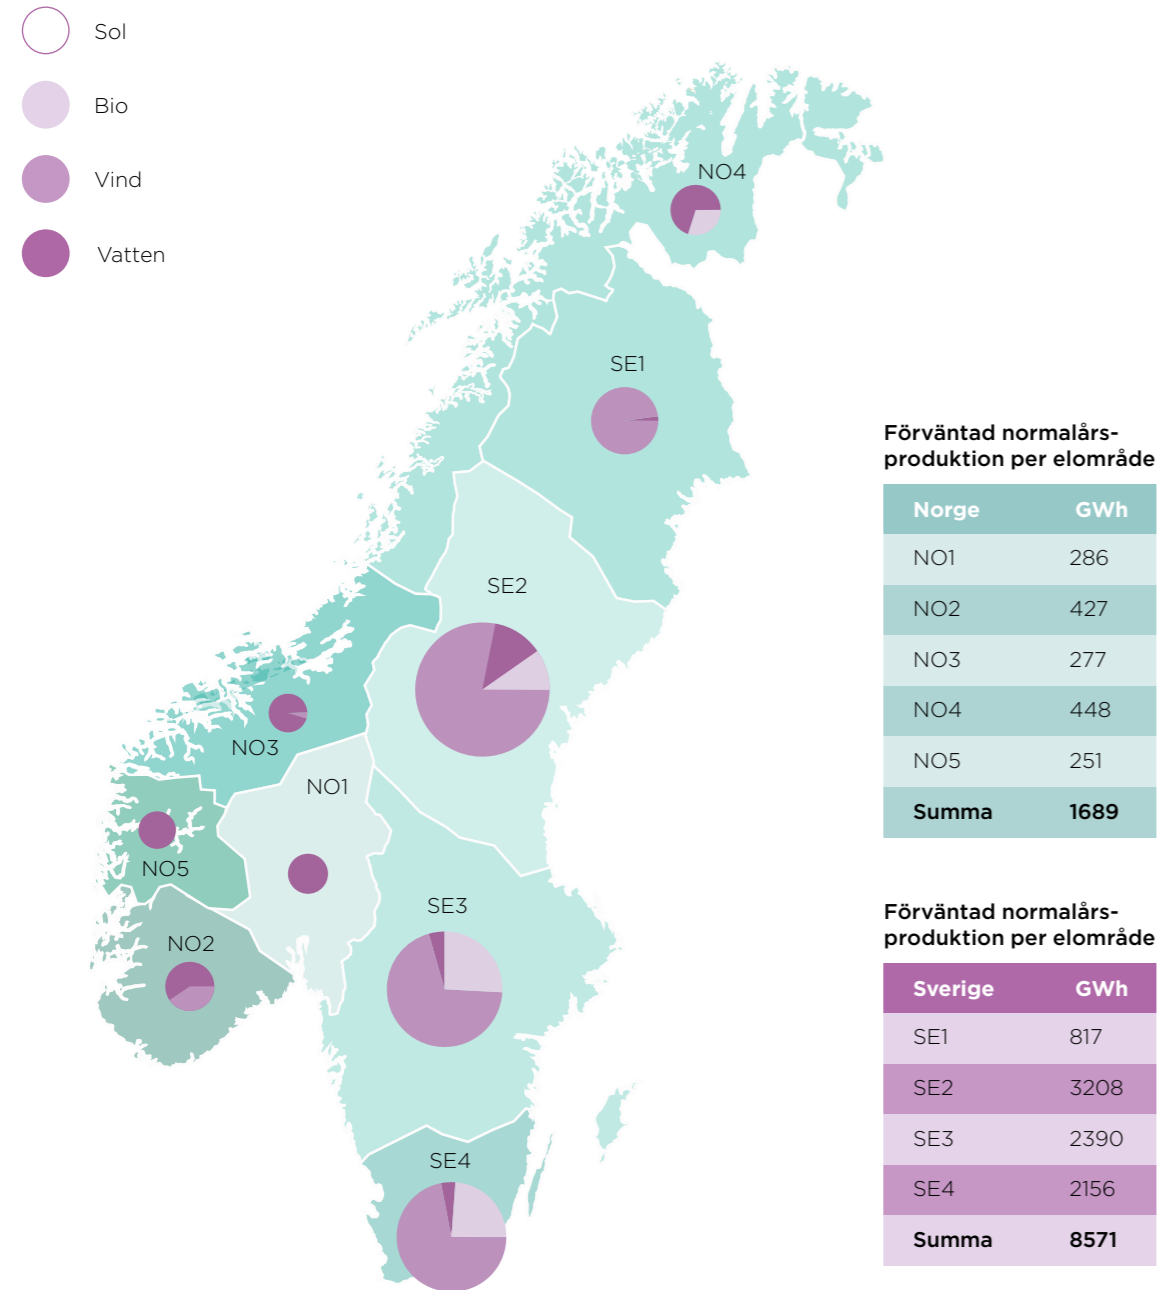 Sol
Bio
Vind
Vatten
NO4
SE1
SE2
NO3
NO1
NO5
SE3
NO2
SE4
Förväntad normalårs-
produktion per elområde
Norge GWh
NO1 286
NO2 427
NO3 277
NO4 448
NO5 251
Summa 1689
Förväntad normalårs-
produktion per elområde
Sverige GWh
SE1 817
SE2 3208
SE3 2390
SE4 2156
Summa 8571